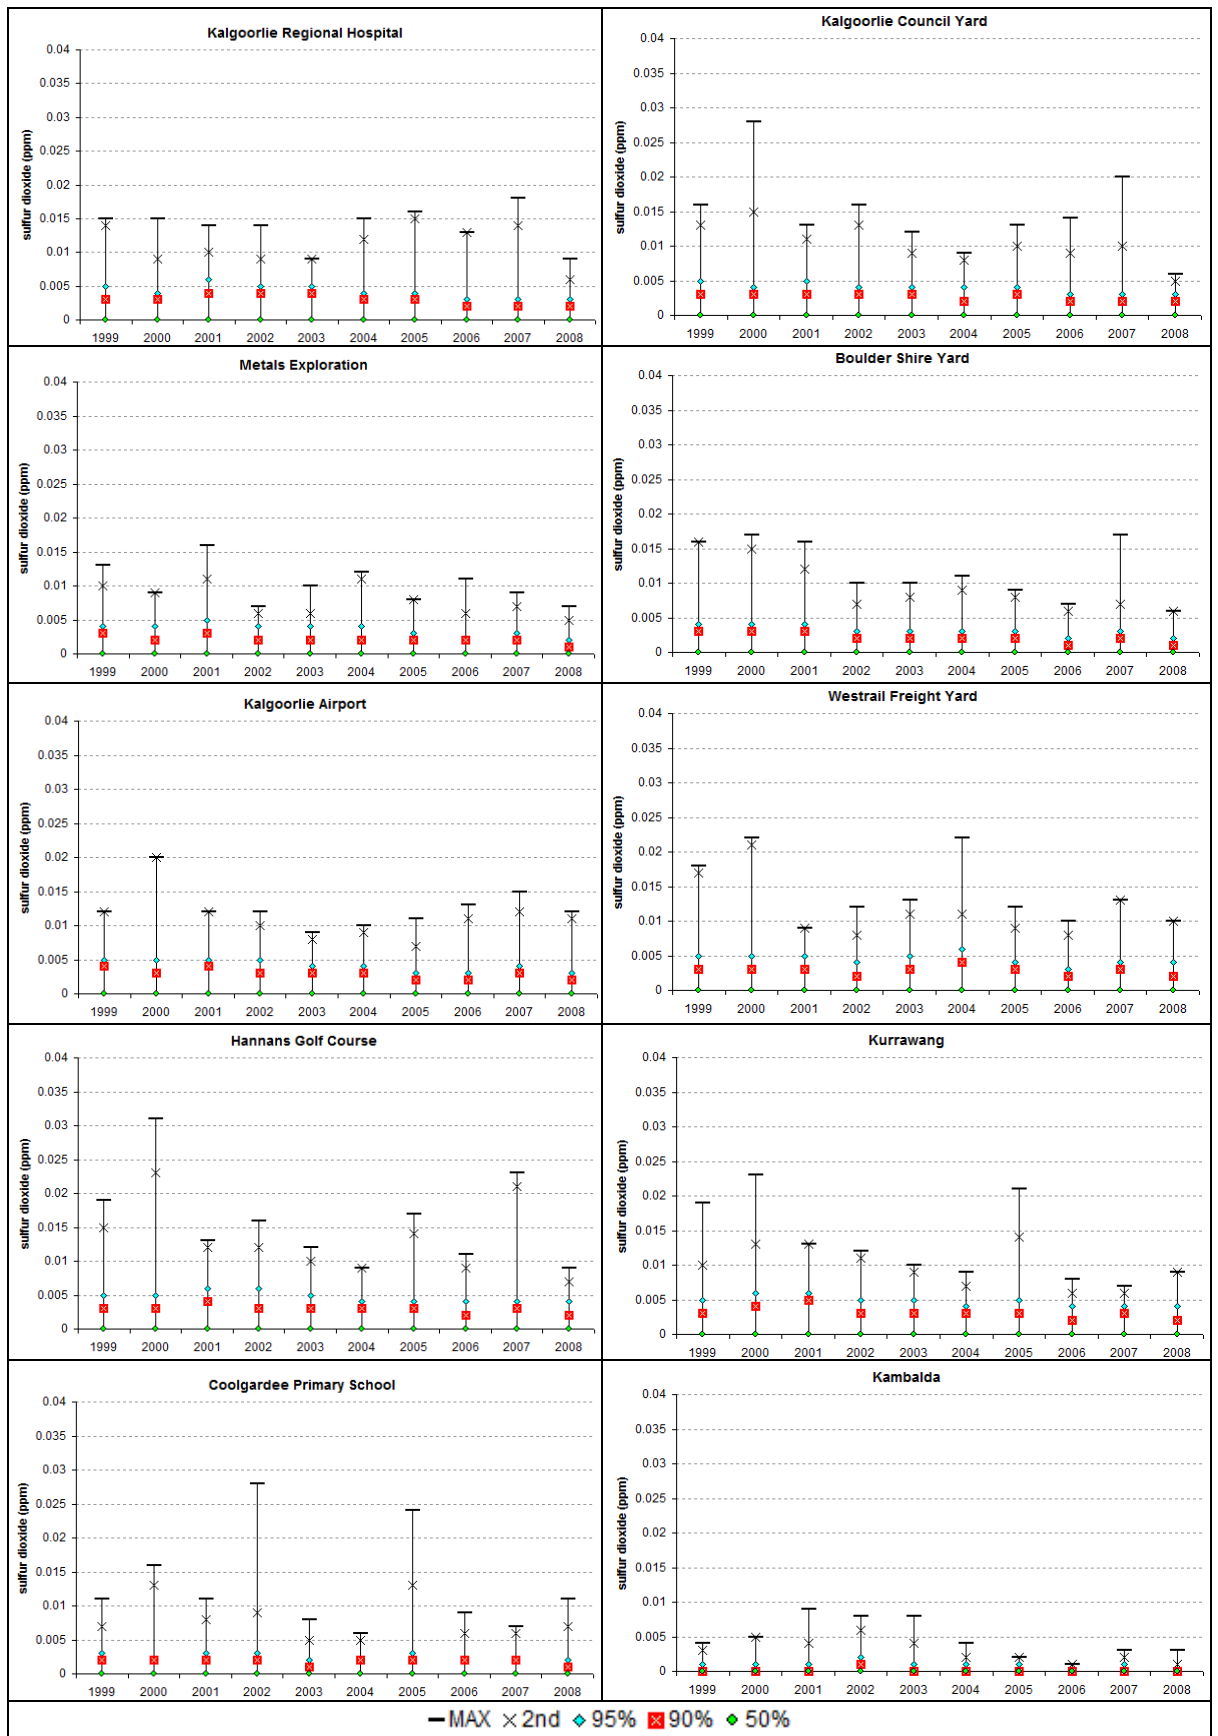 Kalgoorlie Regional Hospital
0.04
0.035
0.03
0.025
0.02
0.015
0.01
0.005
0
sulfur dioxide (ppm)
1999 2000 2001 2002 2003 2004 2005 2006 2007 2008
Kalgoorlie Council Yard
0.04
0.035
0.03
0.025
0.02
0.015
0.01
0.005
0
sulfur dioxide (ppm)
1999 2000 2001 2002 2003 2004 2005 2006 2007 2008
Metals Exploration
0.04
0.035
0.03
0.025
0.02
0.015
0.01
0.005
0
sulfur dioxide (ppm)
1999 2000 2001 2002 2003 2004 2005 2006 2007 2008
Boulder Shire Yard
0.04
0.035
0.03
0.025
0.02
0.015
0.01
0.005
0
sulfur dioxide (ppm)
1999 2000 2001 2002 2003 2004 2005 2006 2007 2008
Kalgoorlie Airport
0.04
0.035
0.03
0.025
0.02
0.015
0.01
0.005
0
sulfur dioxide (ppm)
1999 2000 2001 2002 2003 2004 2005 2006 2007 2008
Westrail Freight Yard
0.04
0.035
0.03
0.025
0.02
0.015
0.01
0.005
0
sulfur dioxide (ppm)
1999 2000 2001 2002 2003 2004 2005 2006 2007 2008
Hannans Golf Course
0.04
0.035
0.03
0.025
0.02
0.015
0.01
0.005
0
sulfur dioxide (ppm)
1999 2000 2001 2002 2003 2004 2005 2006 2007 2008
Kurrawang
0.04
0.035
0.03
0.025
0.02
0.015
0.01
0.005
0
sulfur dioxide (ppm)
1999 2000 2001 2002 2003 2004 2005 2006 2007 2008
Coolgardee Primary School
0.04
0.035
0.03
0.025
0.02
0.015
0.01
0.005
0
sulfur dioxide (ppm)
1999 2000 2001 2002 2003 2004 2005 2006 2007 2008
Kambalda
0.04
0.035
0.03
0.025
0.02
0.015
0.01
0.005
0
sulfur dioxide (ppm)
1999 2000 2001 2002 2003 2004 2005 2006 2007 2008
MAX 2nd 95% 90% 50%